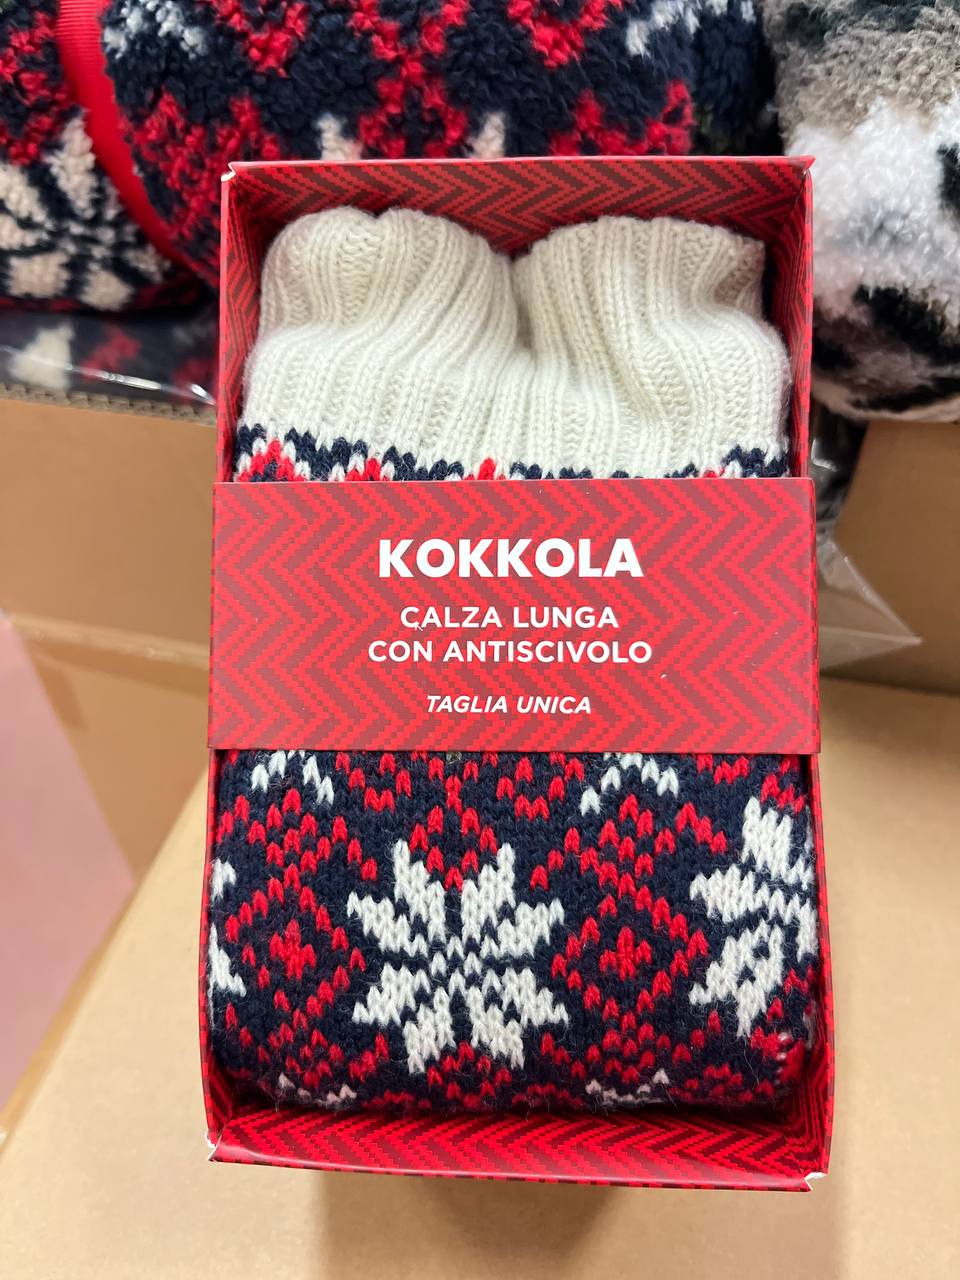 KOKKOLA
CALZA LUNGA
CON ANTISCIVOLO
TAGLIA UNICA